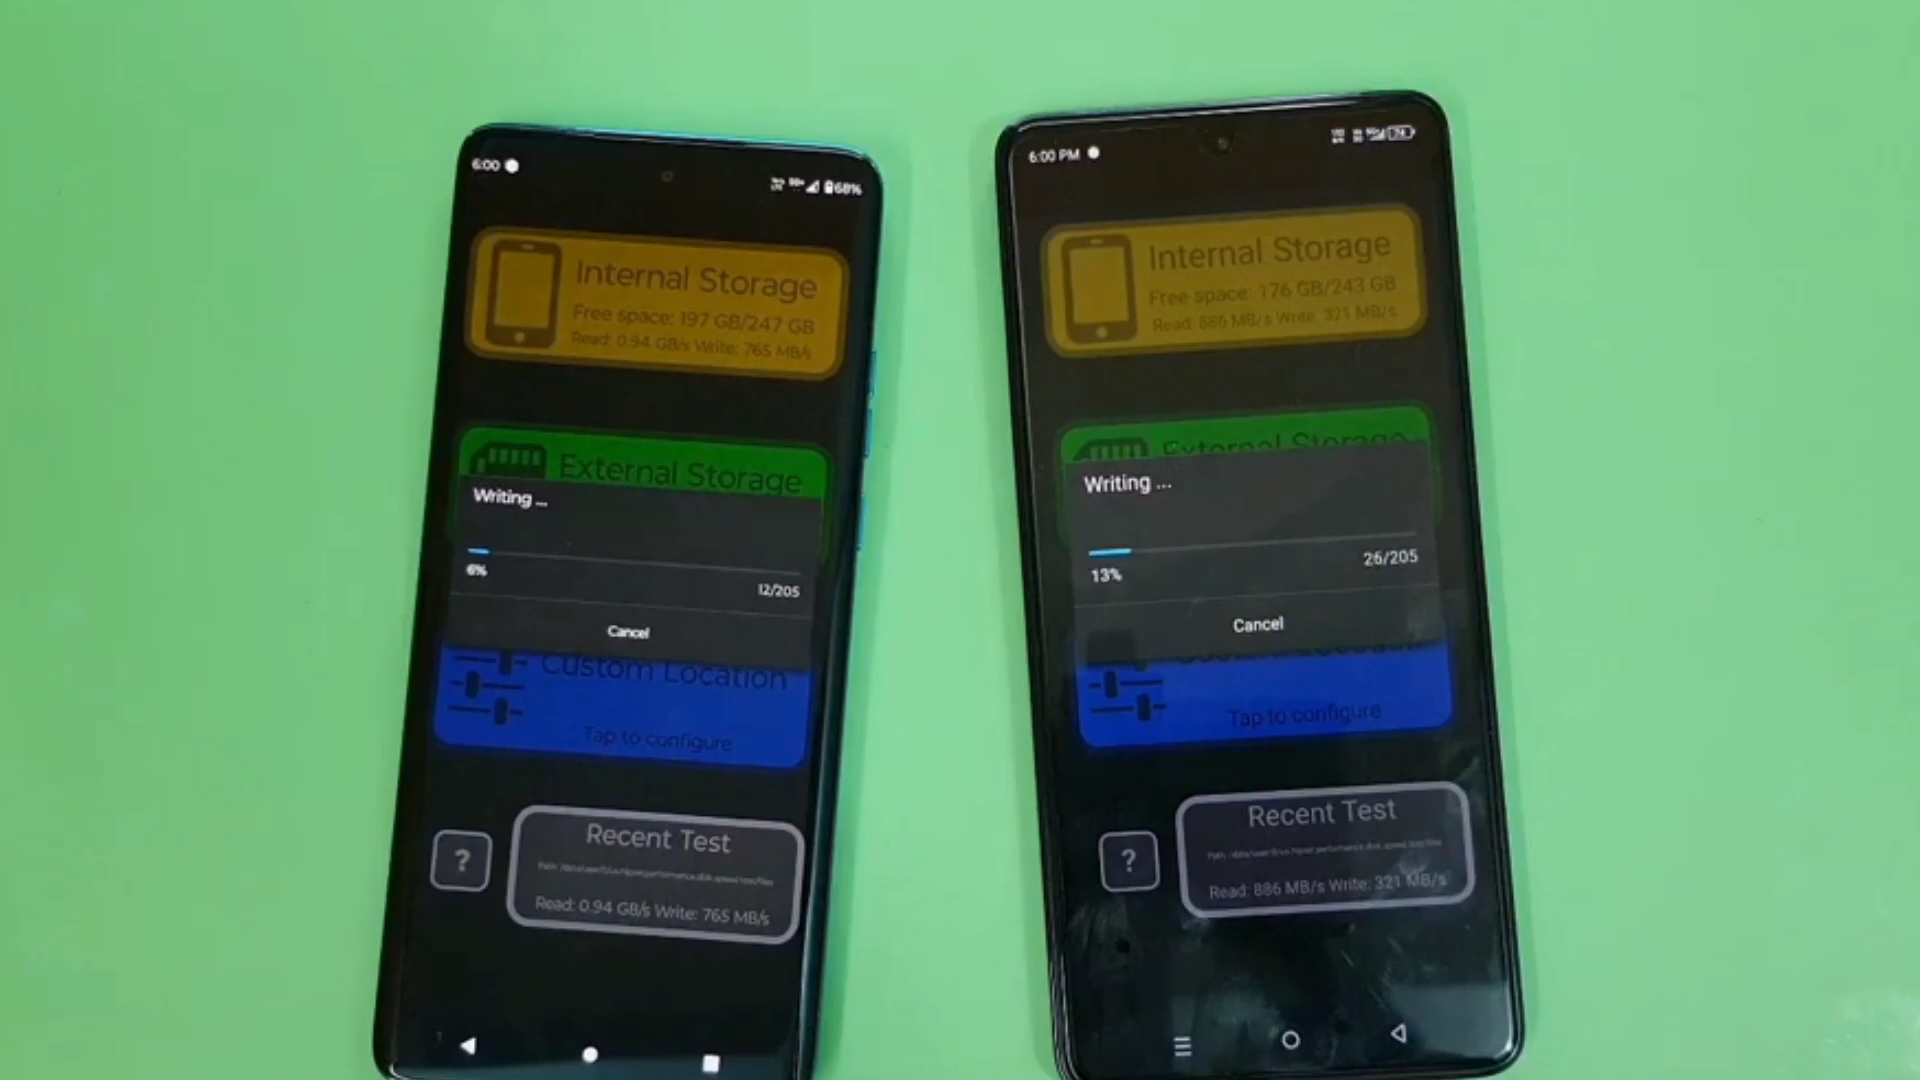 6:00
68%
Internal Storage
Free space: 197 GB/247 GB
Read: 0.94 GB/s Write: 765 MB/s
External Storage
Writing ...
6%
12/205
Cancel
Custom Location
Tap to configure
?
Recent Test
Read: 0.94 GB/s Write: 765 MB/s
6:00 PM
Internal Storage
Free space: 176 GB/243 GB
Read: 886 MB/s Write: 321 MB/s
External Storage
Writing ...
13%
26/205
Cancel
Tap to configure
?
Recent Test
Read: 886 MB/s Write: 321 MB/s